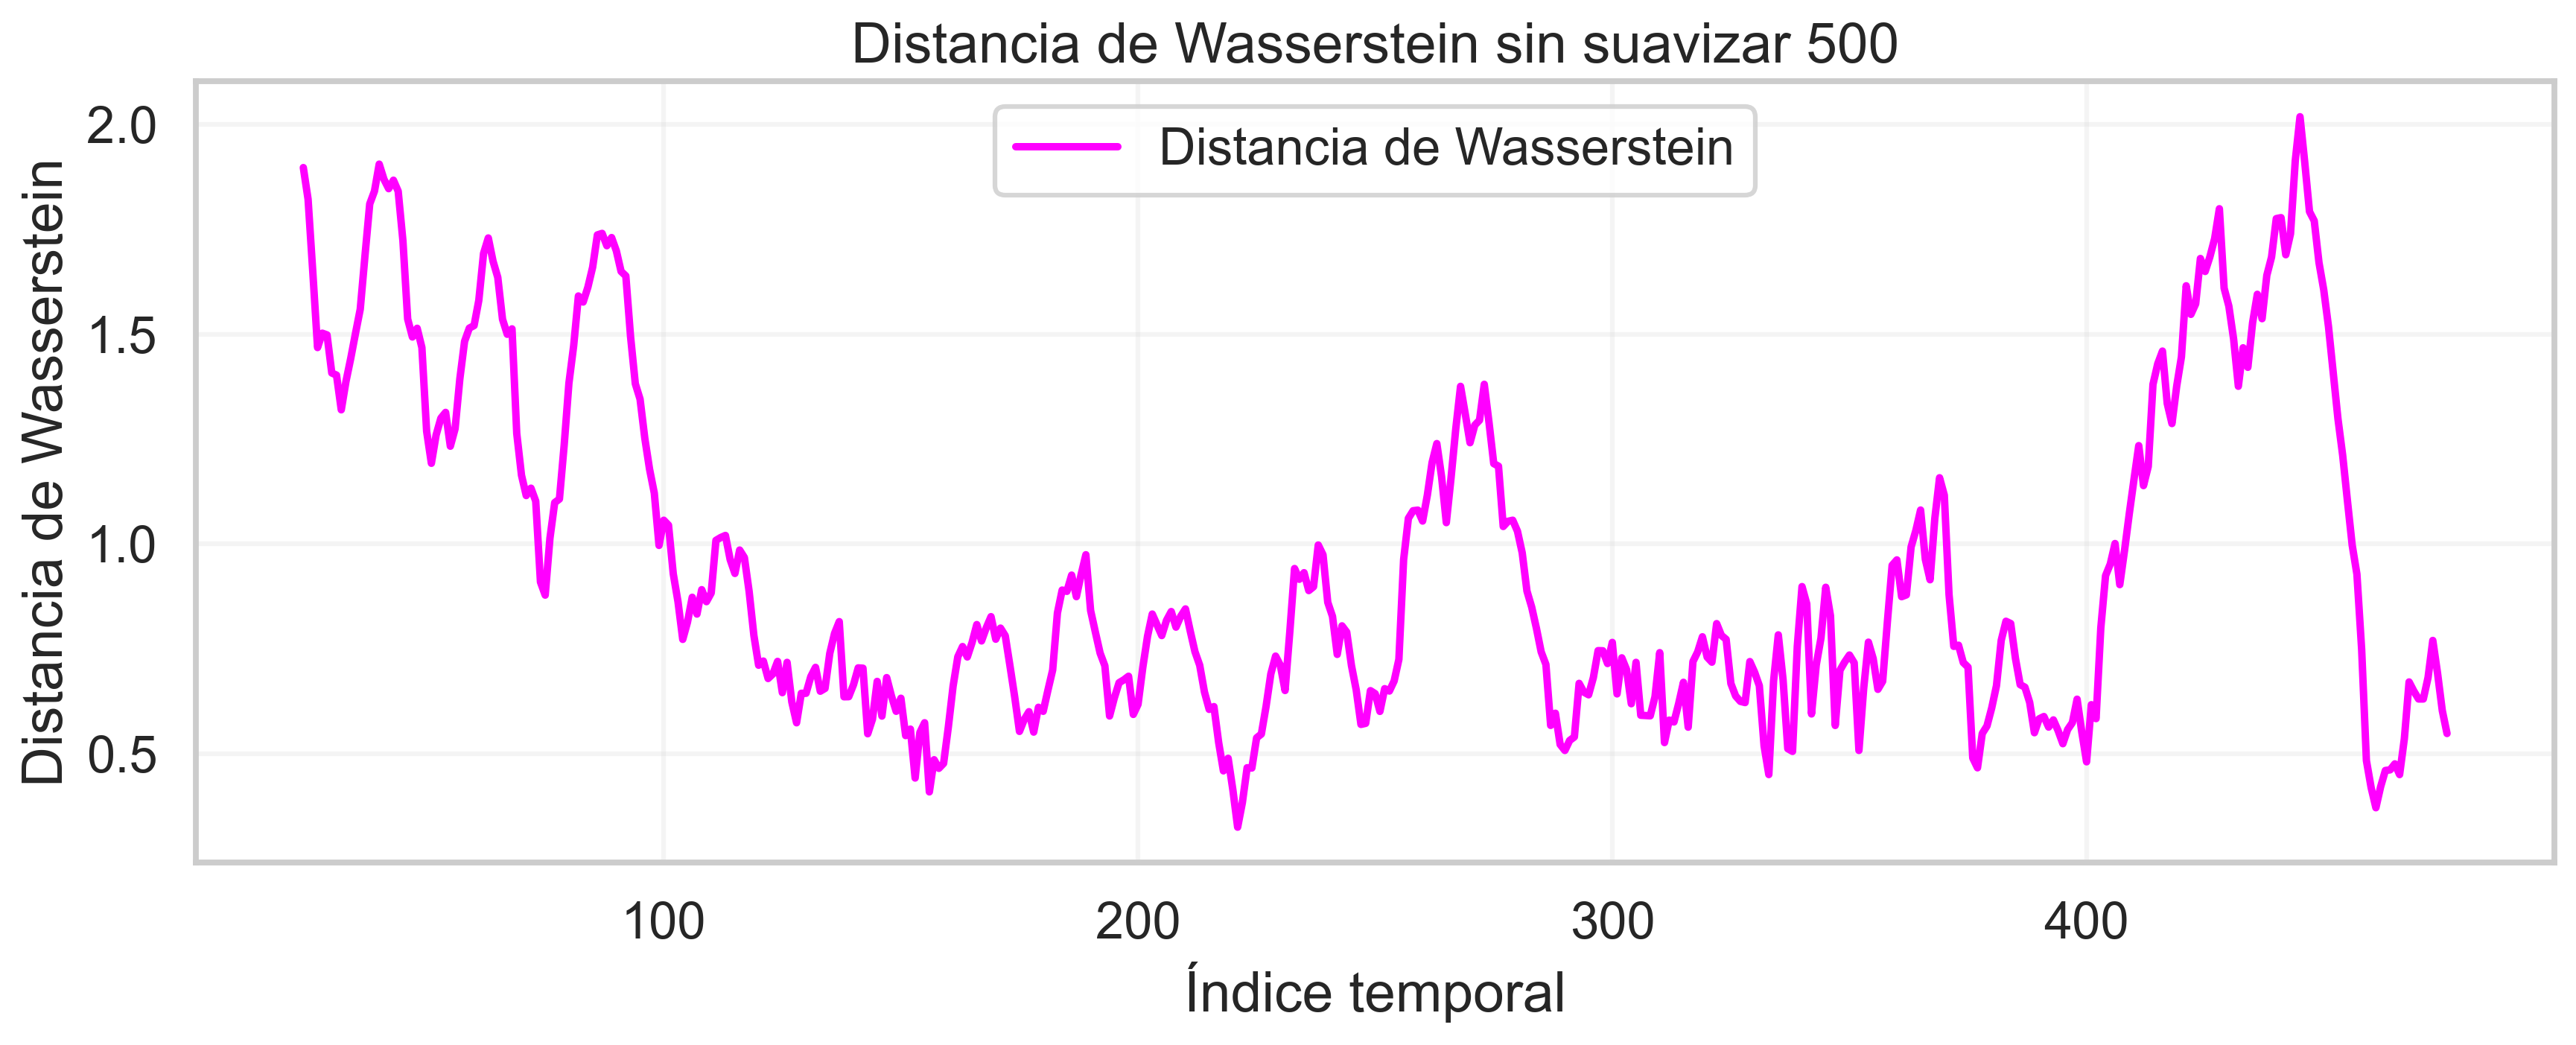 Distancia de Wasserstein sin suavizar 500
Distancia de Wasserstein
Distancia de Wasserstein
2.0
1.5
1.0
0.5
100 200 300 400
Índice temporal